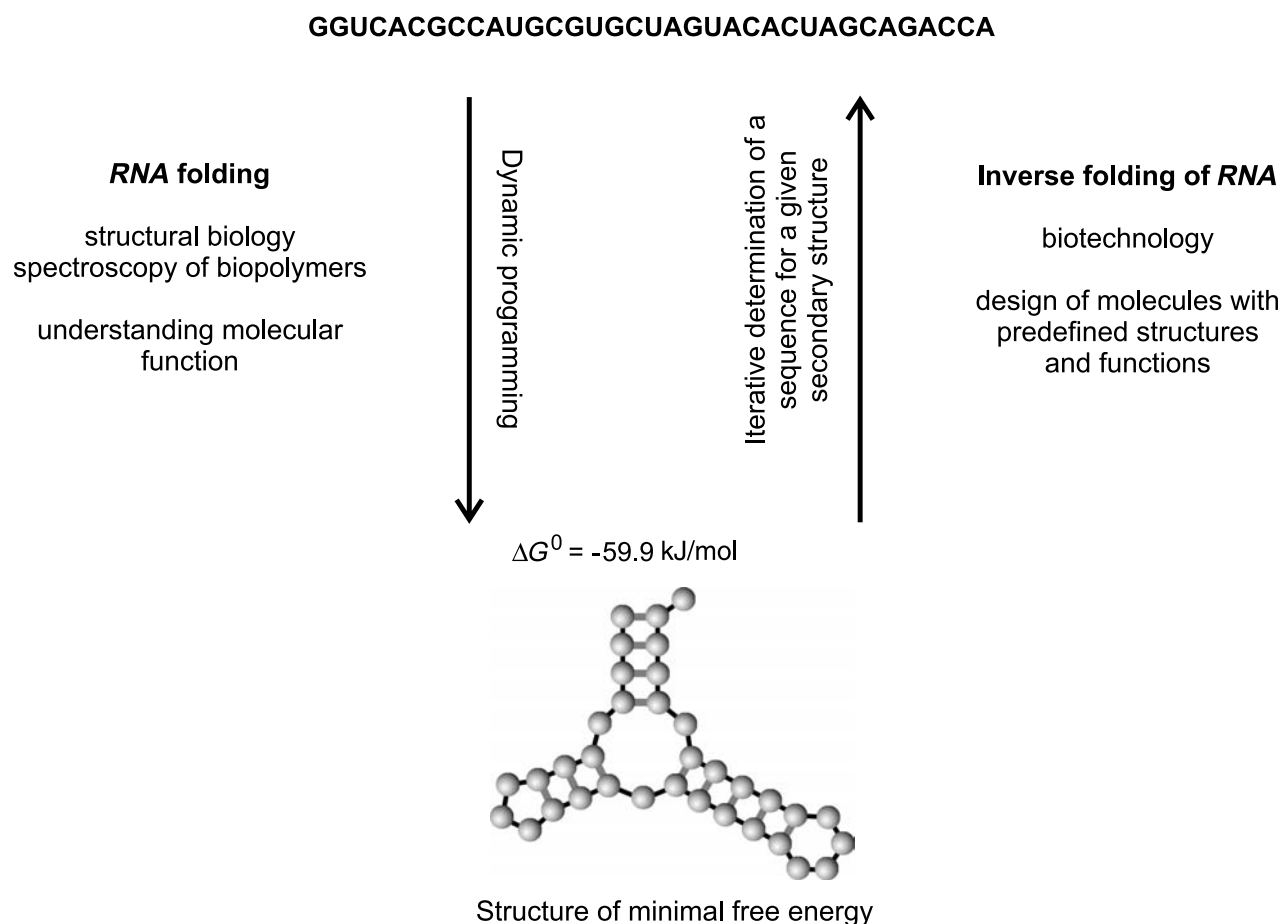 GGUCACGCCAUGCGUGCUAGUACACUAGCAGACCA
RNA folding
structural biology
spectroscopy of biopolymers
understanding molecular
function
Dynamic programming
Iterative determination of a
sequence for a given
secondary structure
Inverse folding of RNA
biotechnology
design of molecules with
predefined structures
and functions
ΔG⁰ = -59.9 kJ/mol
Structure of minimal free energy